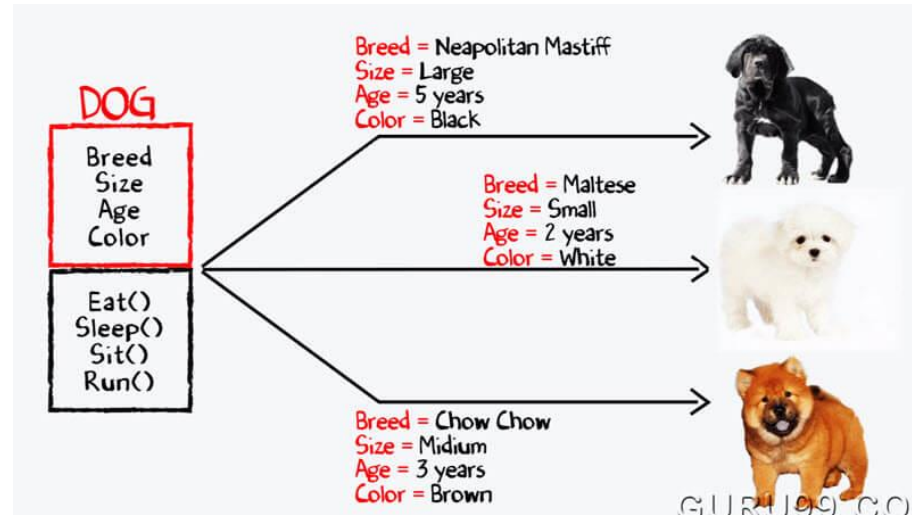 DOG
Breed
Size
Age
Color
Eat()
Sleep()
Sit()
Run()
Breed = Neapolitan Mastiff
Size = Large
Age = 5 years
Color = Black
Breed = Maltese
Size = Small
Age = 2 years
Color = White
Breed = Chow Chow
Size = Midium
Age = 3 years
Color = Brown
GURU99.CO